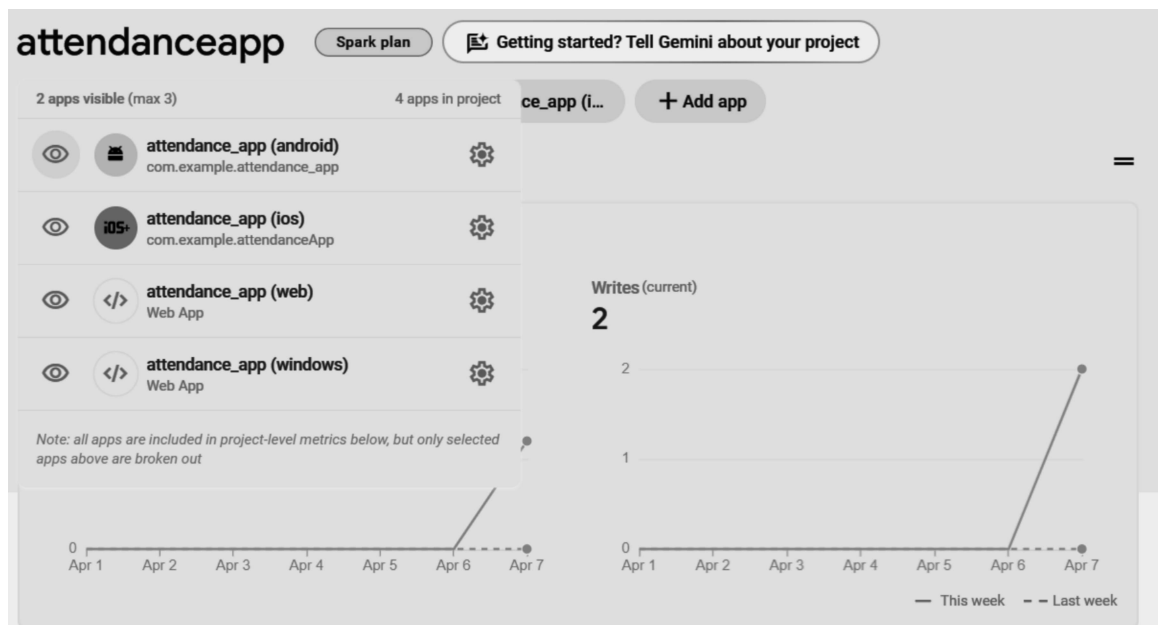 attendanceapp
Spark plan
Getting started? Tell Gemini about your project
2 apps visible (max 3)
4 apps in project
ce_app (i...
+ Add app
attendance_app (android)
com.example.attendance_app
attendance_app (ios)
com.example.attendanceApp
attendance_app (web)
Web App
attendance_app (windows)
Web App
Note: all apps are included in project-level metrics below, but only selected
apps above are broken out
iOS+
Writes (current)
2
2
1
0
Apr 1 Apr 2 Apr 3 Apr 4 Apr 5 Apr 6 Apr 7
0
Apr 1 Apr 2 Apr 3 Apr 4 Apr 5 Apr 6 Apr 7
This week Last week